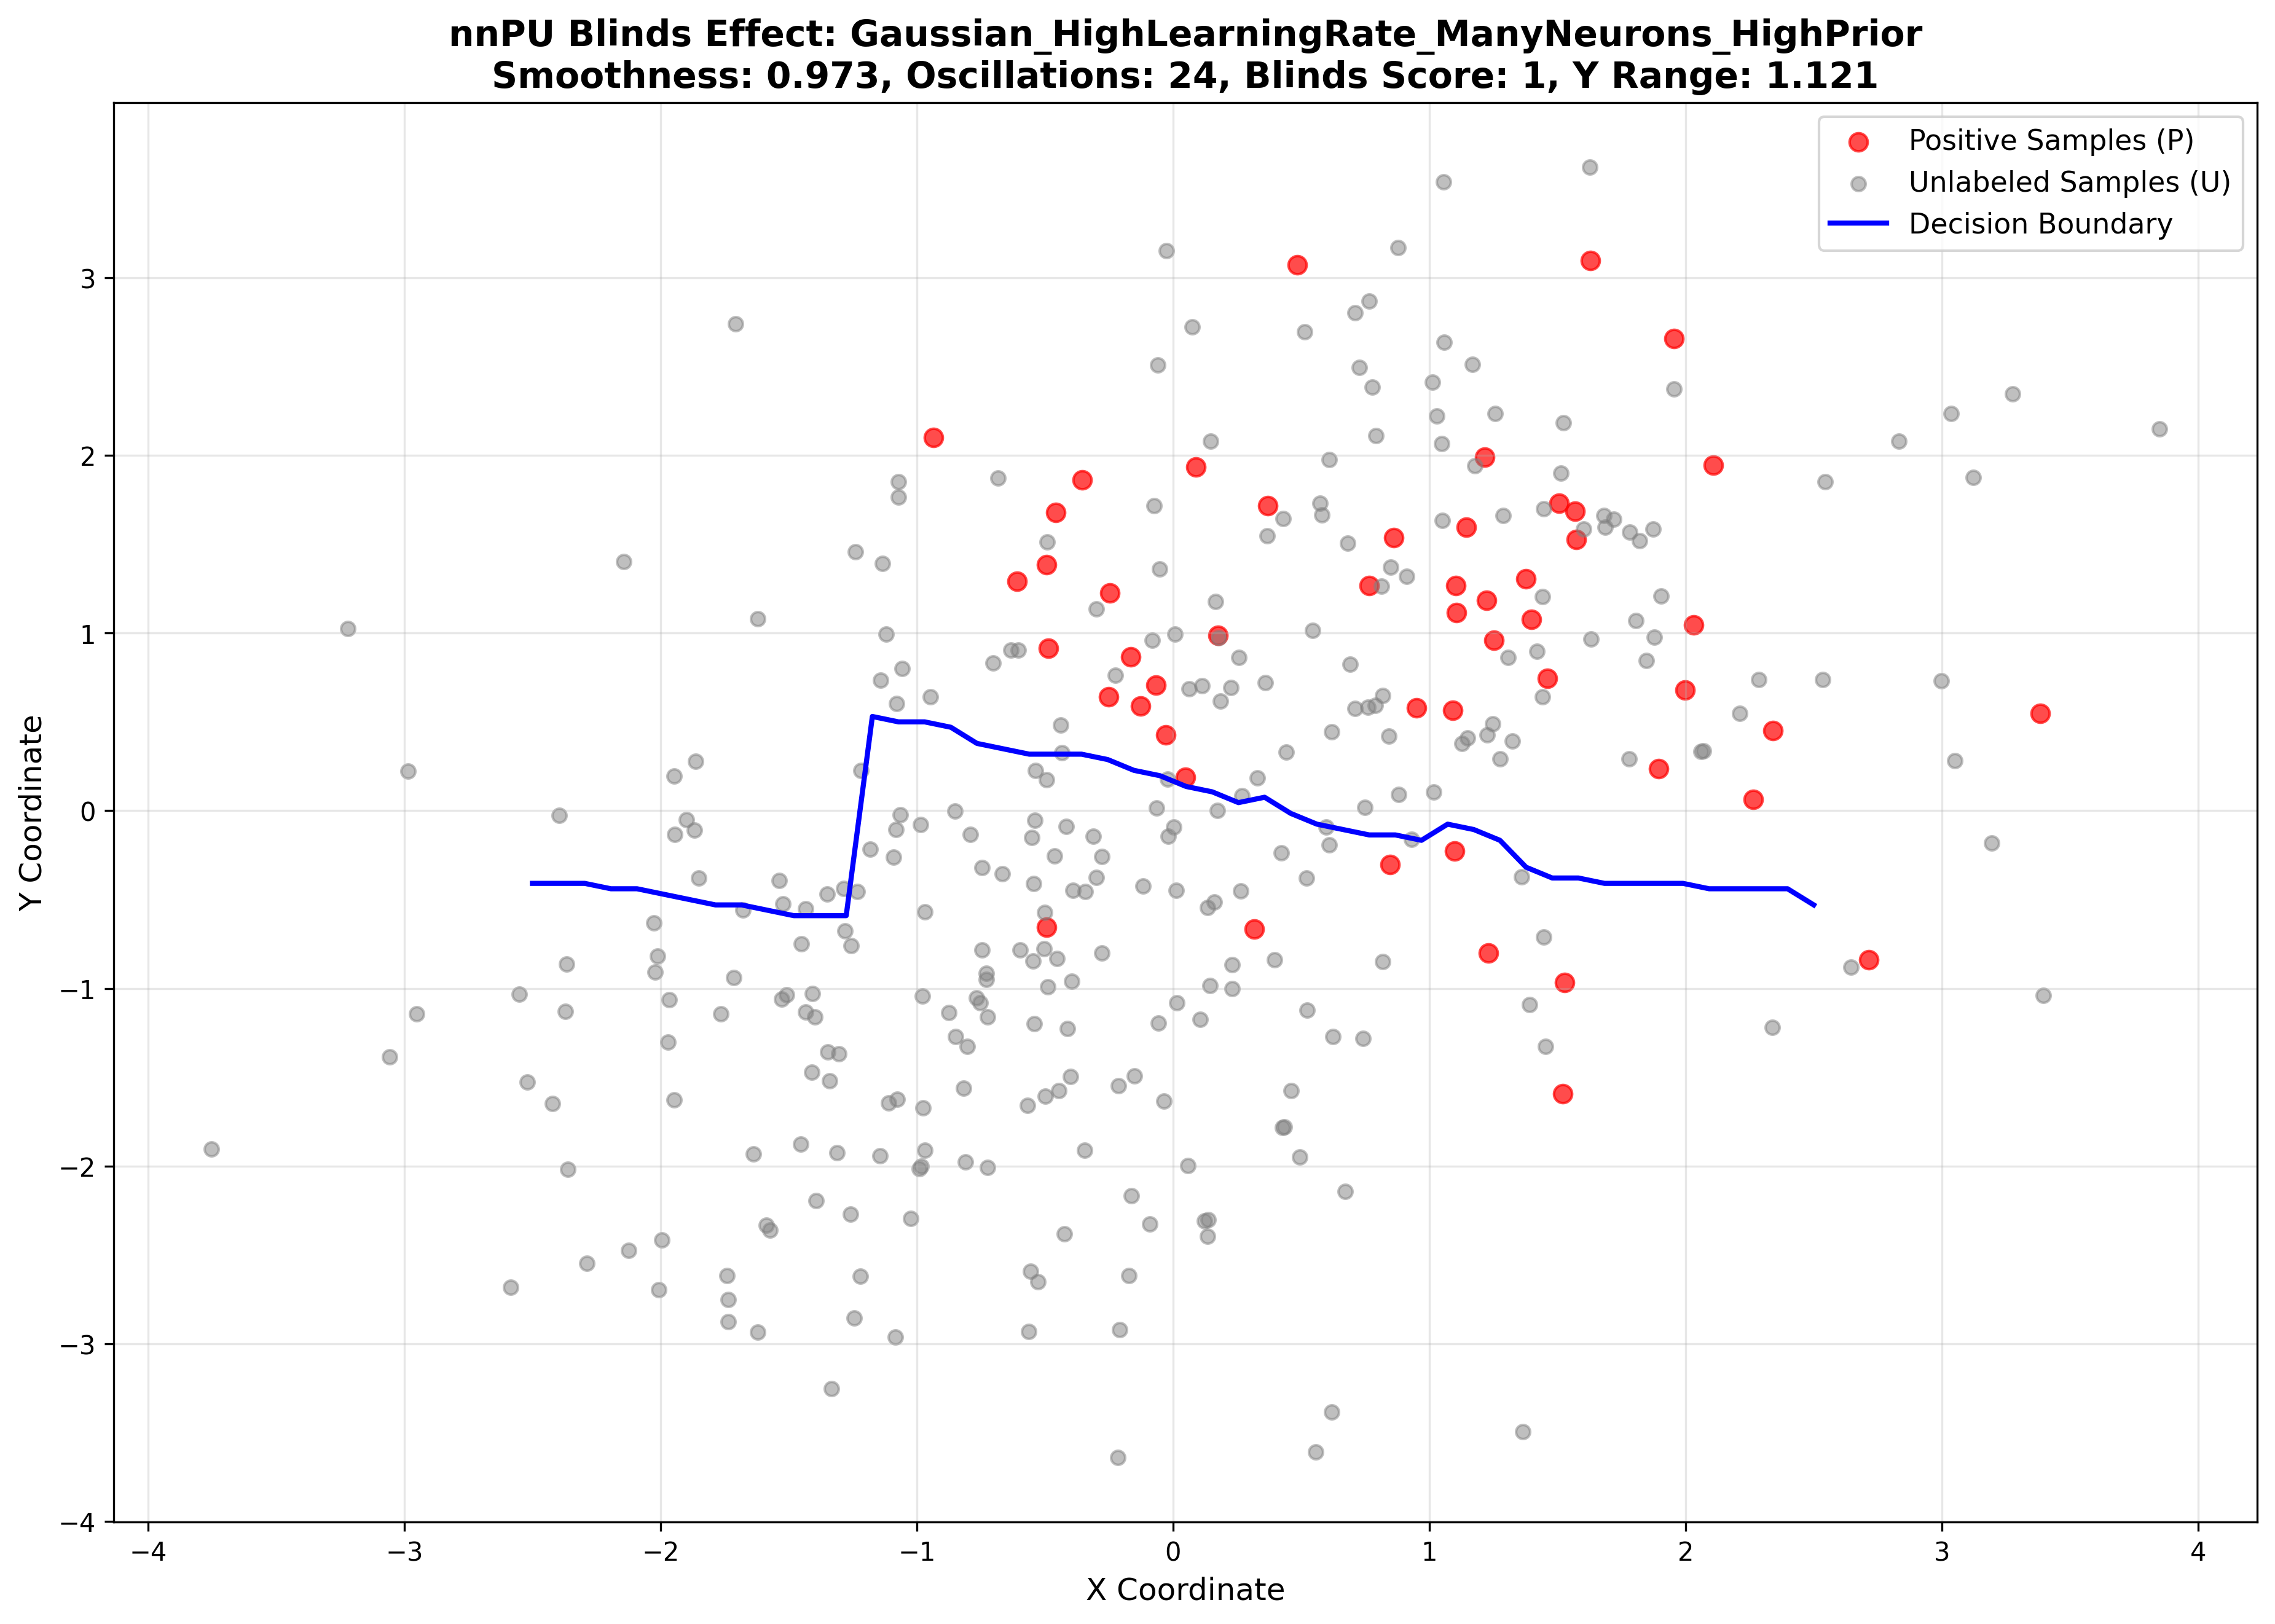 nnPU Blinds Effect: Gaussian_HighLearningRate_ManyNeurons_HighPrior
Smoothness: 0.973, Oscillations: 24, Blinds Score: 1, Y Range: 1.121
Positive Samples (P)
Unlabeled Samples (U)
Decision Boundary
Y Coordinate
3
2
1
0
−1
−2
−3
−4
−4 −3 −2 −1 0 1 2 3 4
X Coordinate